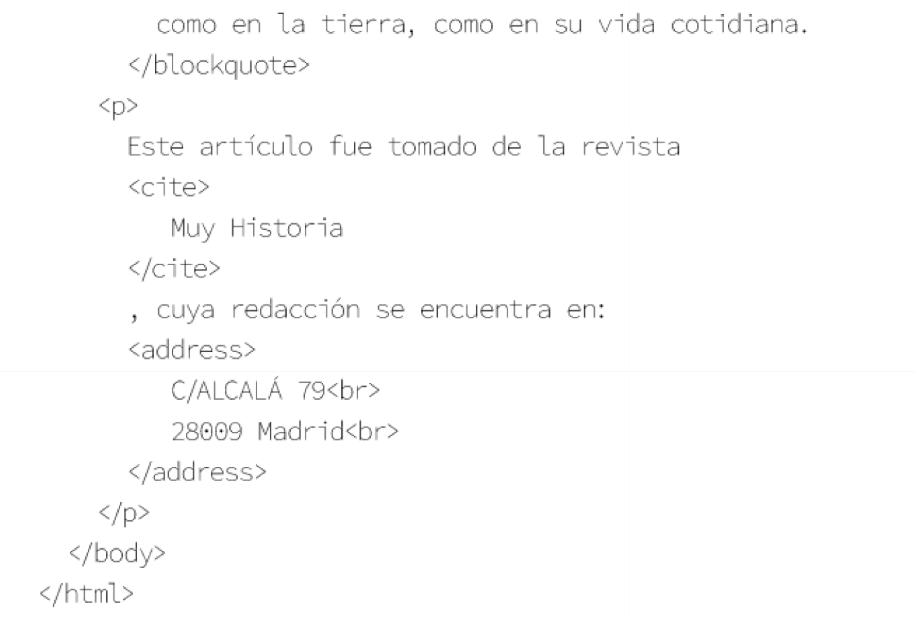 como en la tierra, como en su vida cotidiana.
</blockquote>
<p>
Este artículo fue tomado de la revista
<cite>
Muy Historia
</cite>
, cuya redacción se encuentra en:
<address>
C/ALCALÁ 79<br>
28009 Madrid<br>
</address>
</p>
</body>
</html>